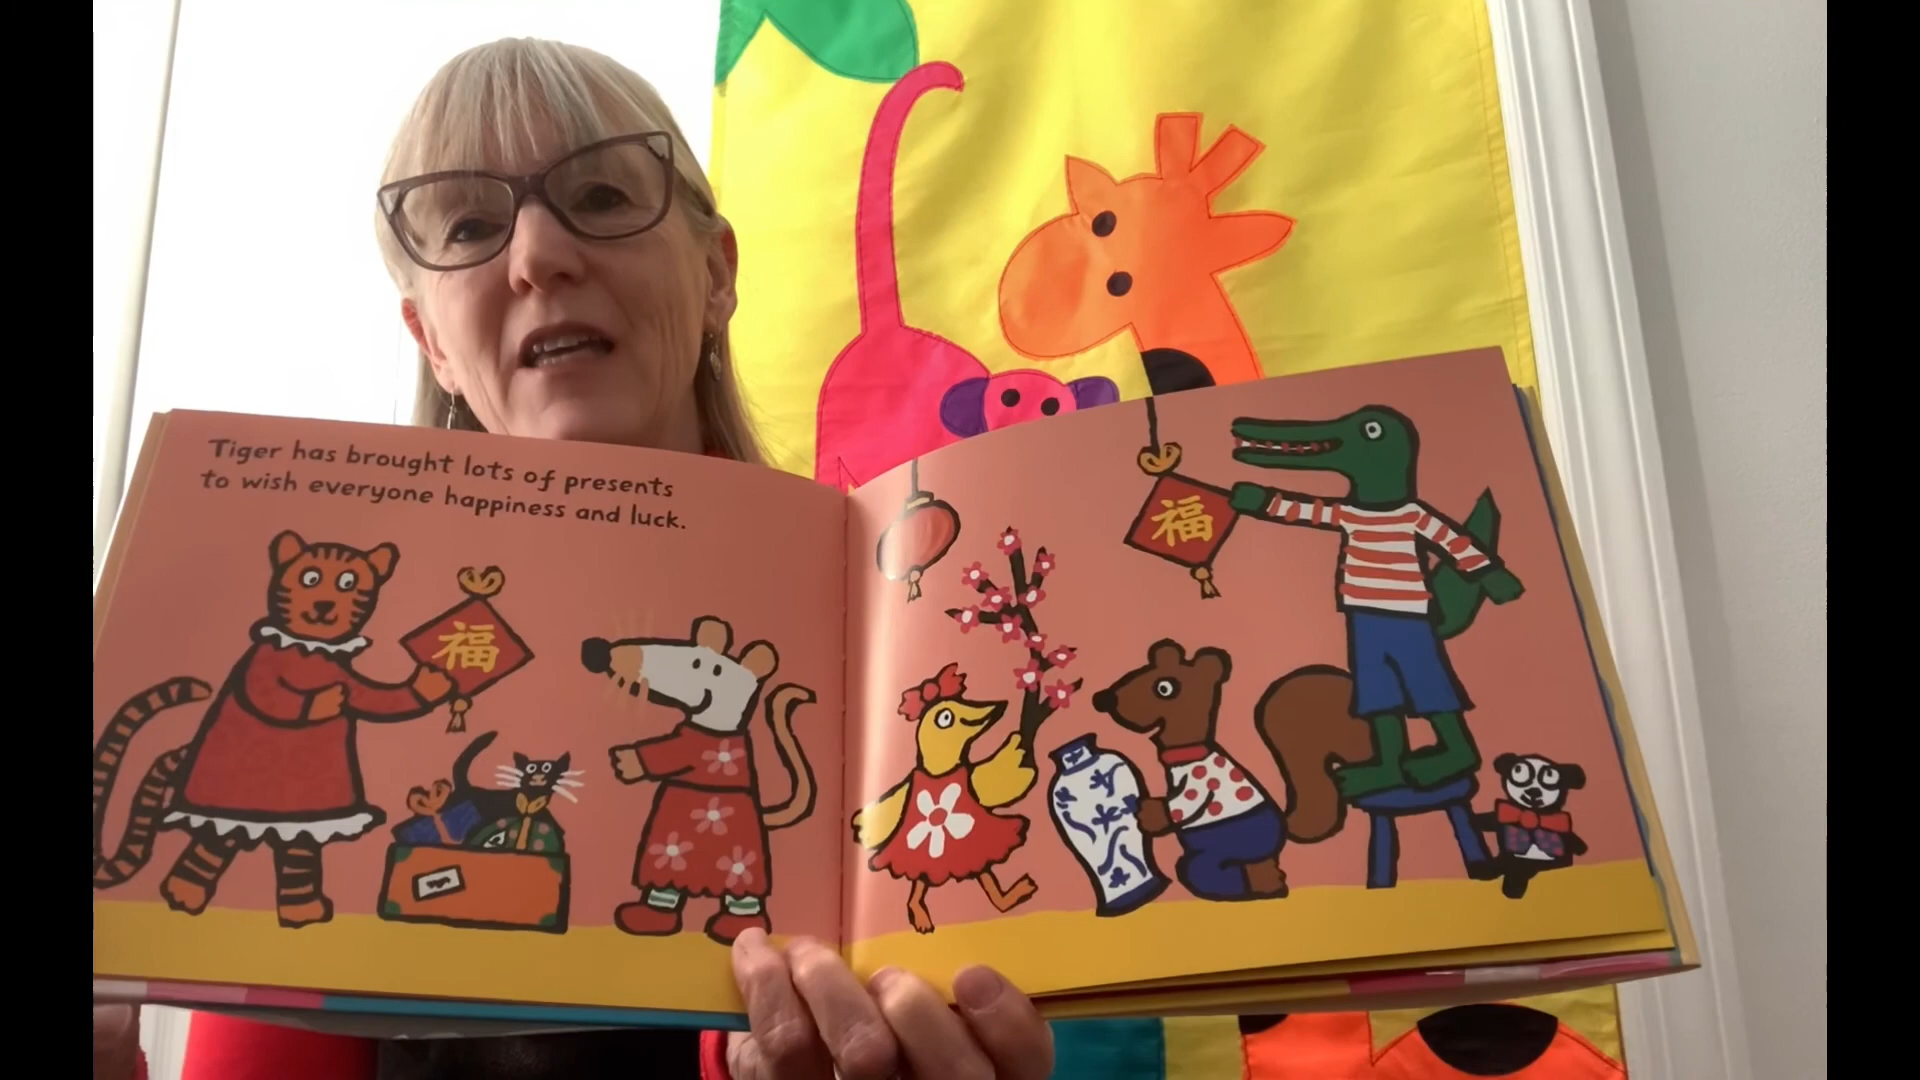 Tiger has brought lots of presents
to wish everyone happiness and luck.
福
福